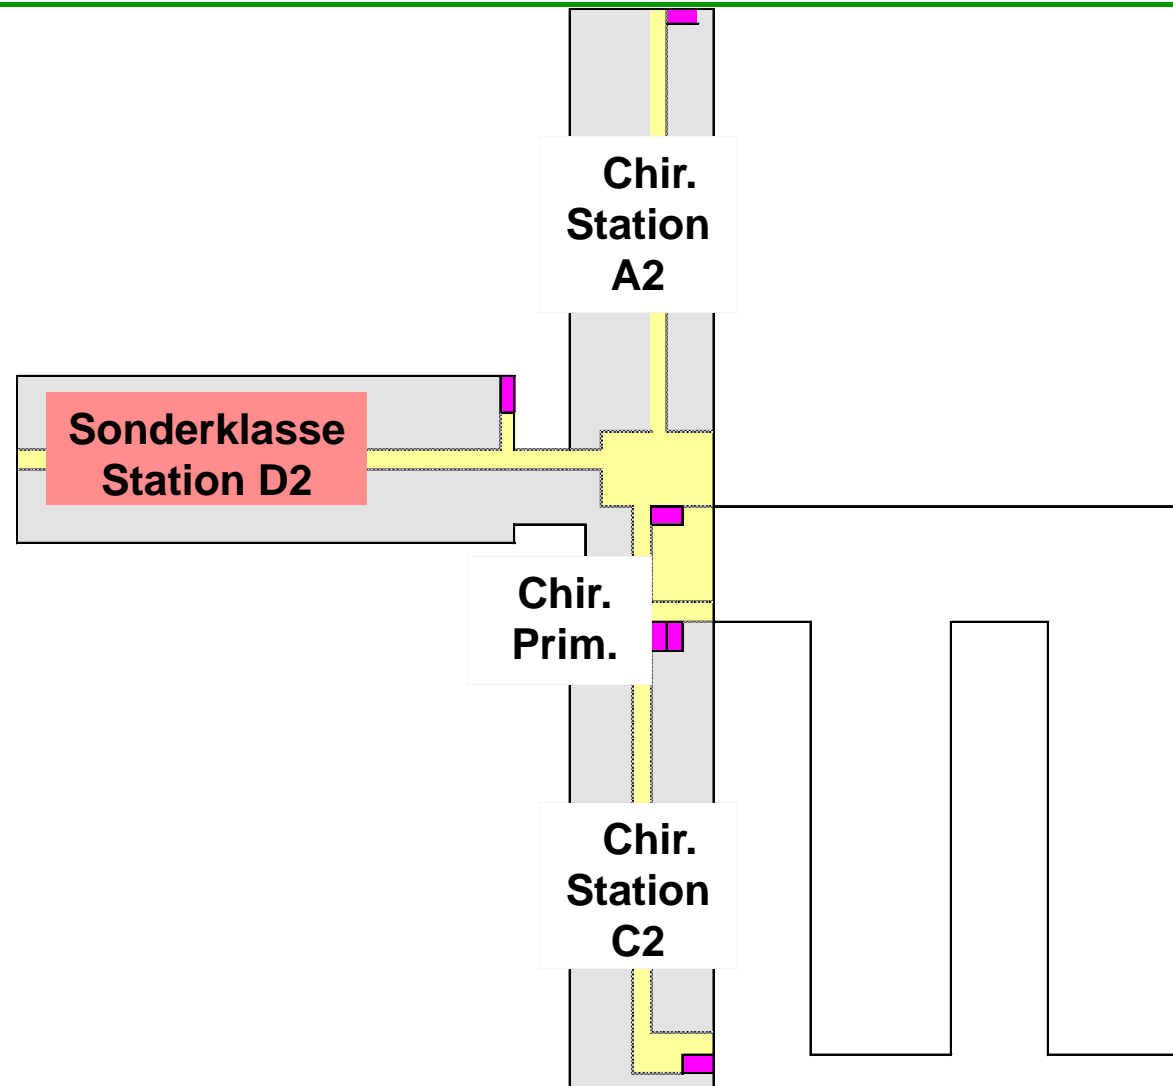 Chir.
Station
A2
Sonderklasse
Station D2
Chir.
Prim.
Chir.
Station
C2